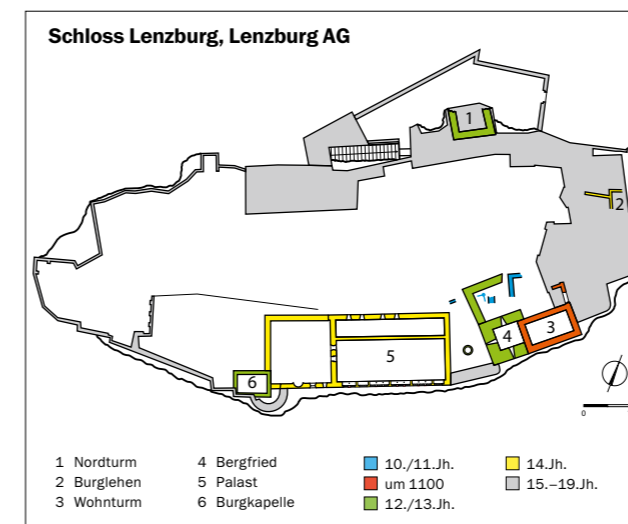 Schloss Lenzburg, Lenzburg AG
1
2
3
4
5
6
0
1 Nordturm
2 Burglehen
3 Wohnturm
4 Bergfried
5 Palast
6 Burgkapelle
10./11.Jh.
um 1100
12./13.Jh.
14.Jh.
15.–19.Jh.